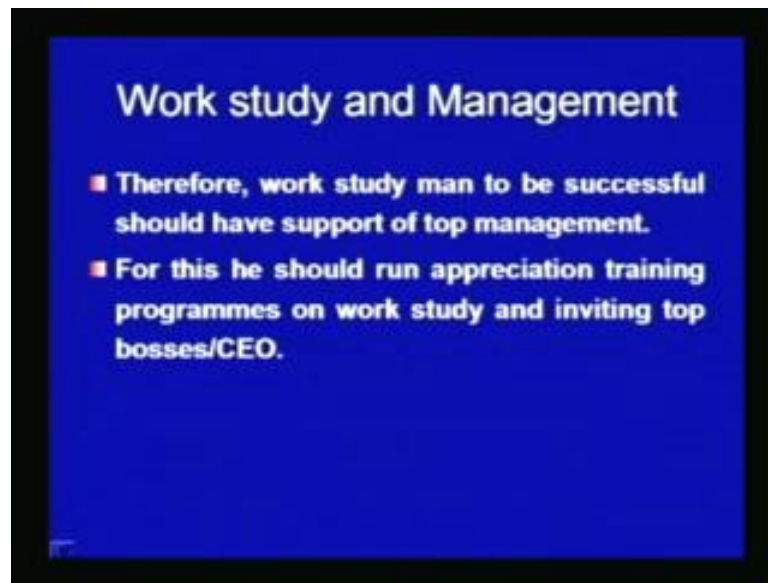 Work study and Management
Therefore, work study man to be successful
should have support of top management.
For this he should run appreciation training
programmes on work study and inviting top
bosses/CEO.